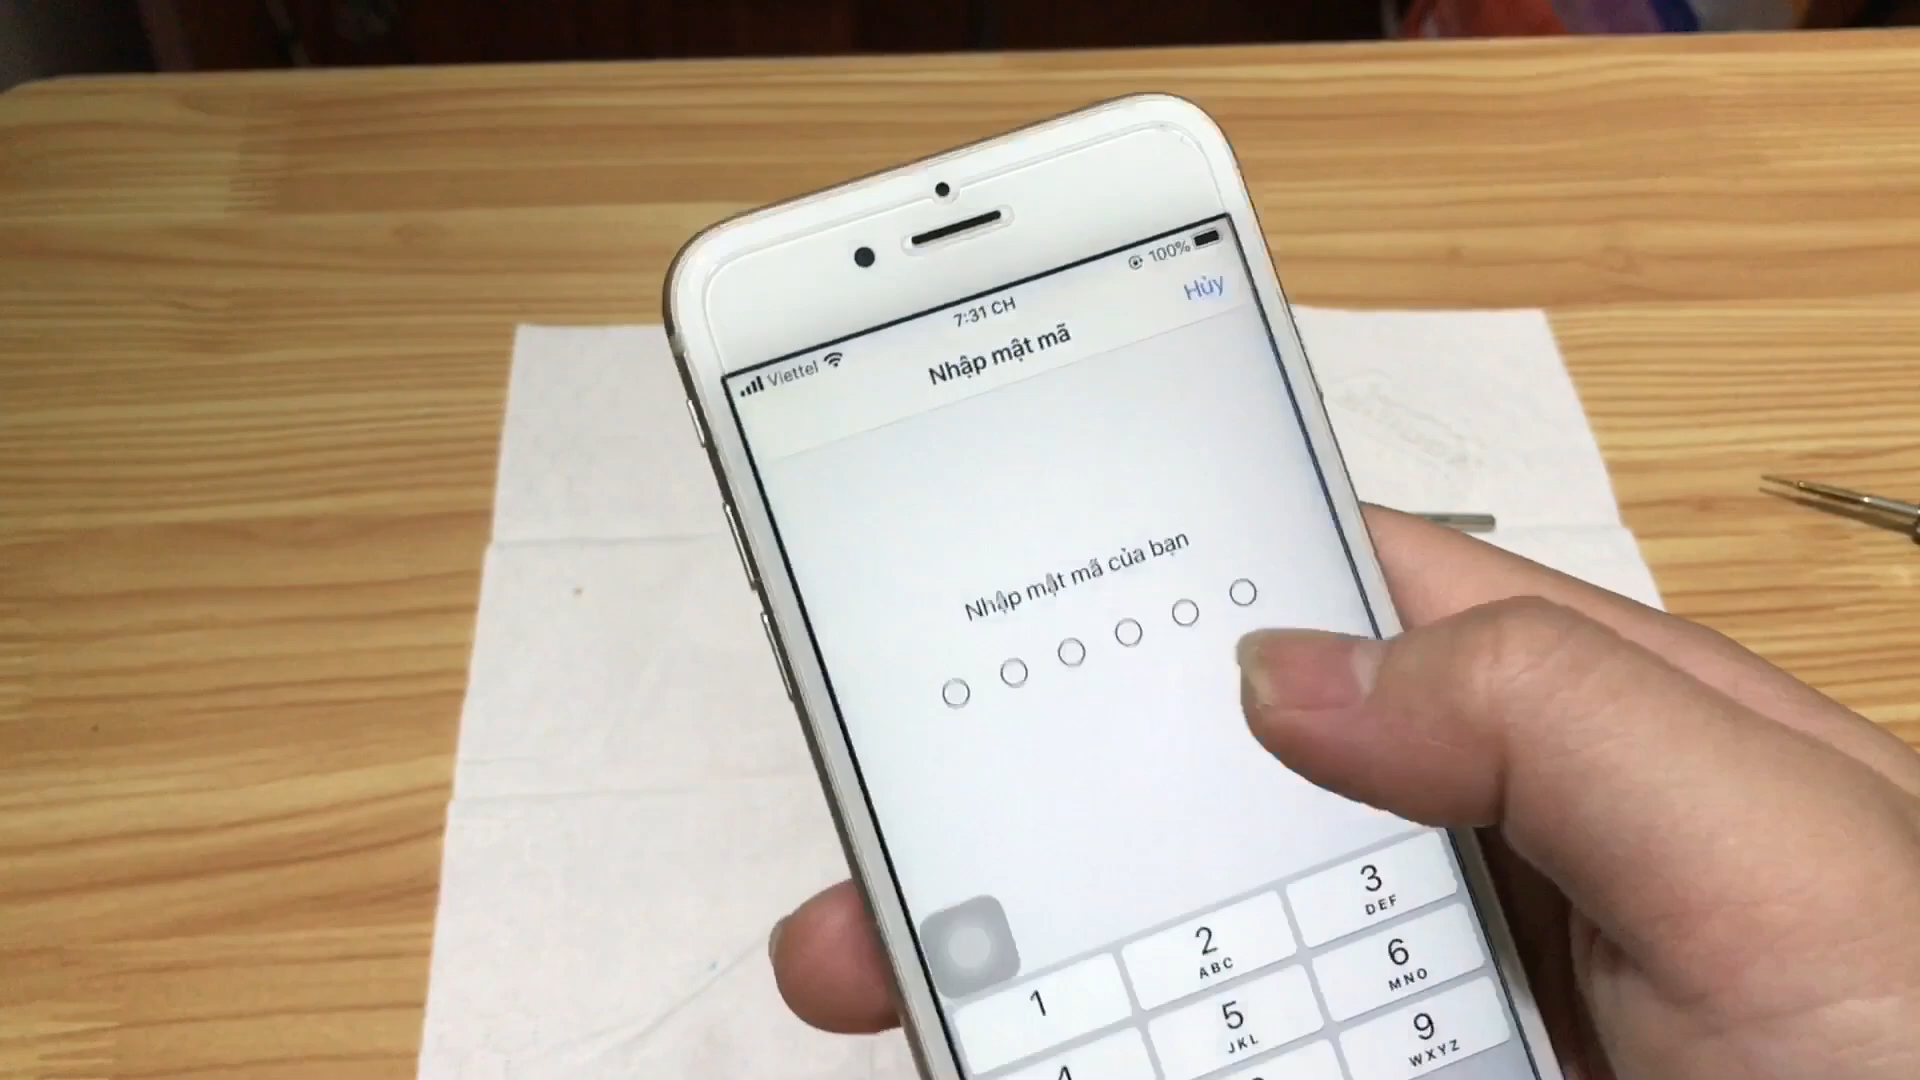 Viettel 7:31 CH 100%
Nhập mật mã Hủy
Nhập mật mã của bạn
1 2 ABC 3 DEF
4 5 JKL 6 MNO
9 WXYZ